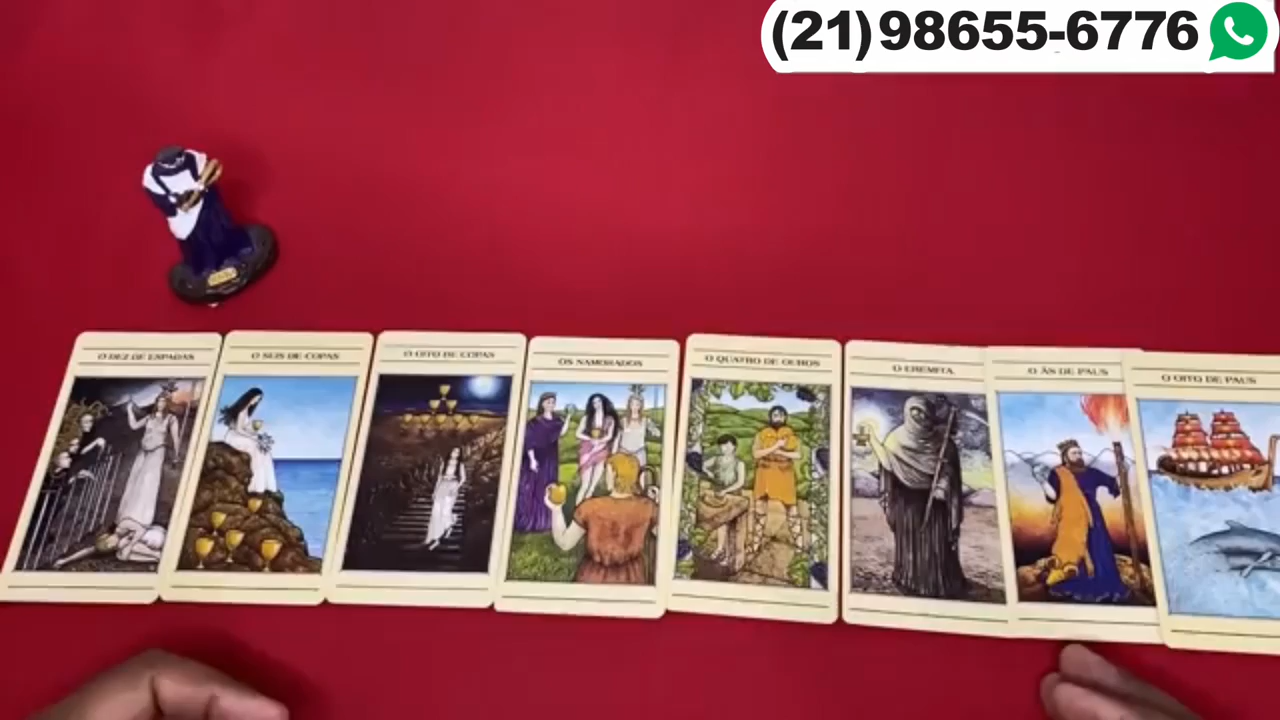 (21)98655-6776
O DEZ DE ESPADAS
O SEIS DE COPAS
O OITO DE COPAS
OS NAMORADOS
O QUATRO DE OUROS
O EREMITA
O ÀS DE PAUS
O OITO DE PAUS